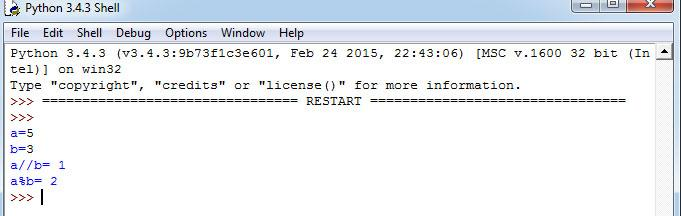 Python 3.4.3 Shell
File Edit Shell Debug Options Window Help
Python 3.4.3 (v3.4.3:9b73f1c3e601, Feb 24 2015, 22:43:06) [MSC v.1600 32 bit (In
tel)] on win32
Type "copyright", "credits" or "license()" for more information.
>>> ================================ RESTART ================================
>>>
a=5
b=3
a//b= 1
a%b= 2
>>>